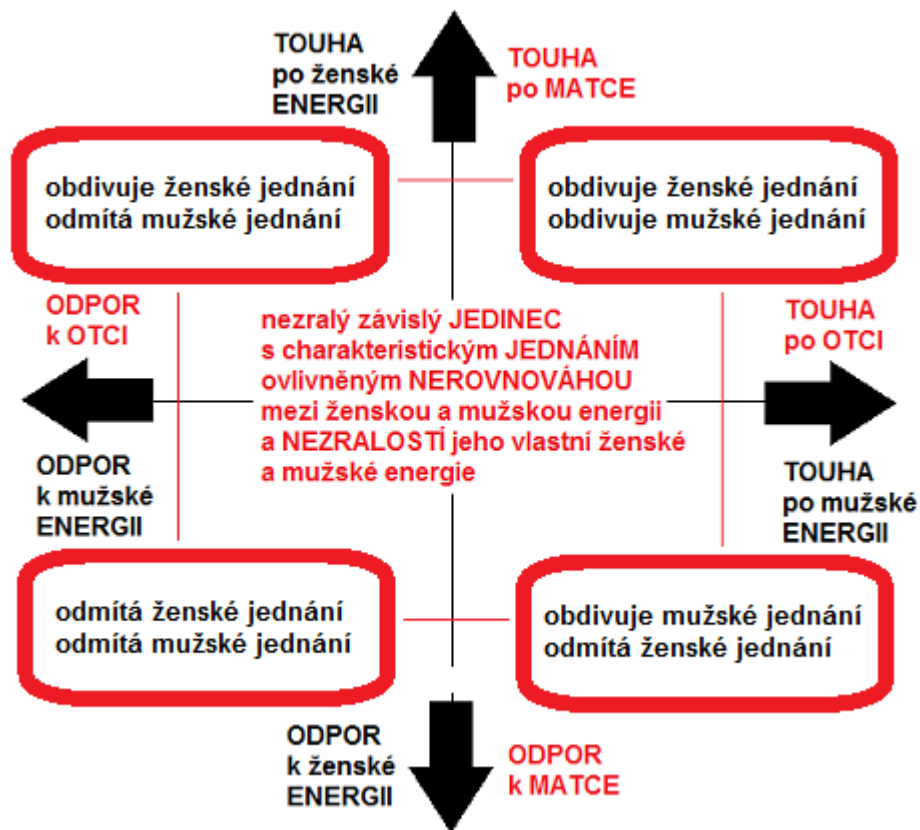 TOUHA
po ženské
ENERGII
TOUHA
po MATCE
obdivuje ženské jednání
odmítá mužské jednání
obdivuje ženské jednání
obdivuje mužské jednání
ODPOR
k OTCI
nezralý závislý JEDINEC
s charakteristickým JEDNÁNÍM
ovlivněným NEROVNOVÁHOU
mezi ženskou a mužskou energii
a NEZRALOSTÍ jeho vlastní ženské
a mužské energie
TOUHA
po OTCI
ODPOR
k mužské
ENERGII
TOUHA
po mužské
ENERGII
odmítá ženské jednání
odmítá mužské jednání
obdivuje mužské jednání
odmítá ženské jednání
ODPOR
k ženské
ENERGII
ODPOR
k MATCE